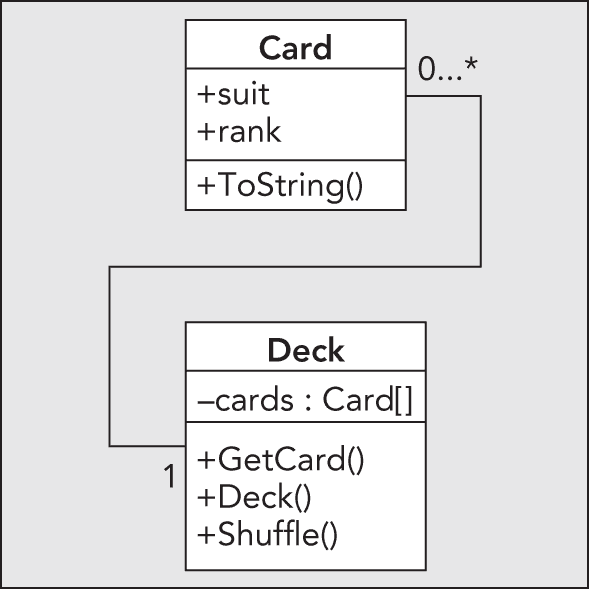 Card
0...*
+suit
+rank
+ToString()
Deck
–cards : Card[]
+GetCard()
1
+Deck()
+Shuffle()